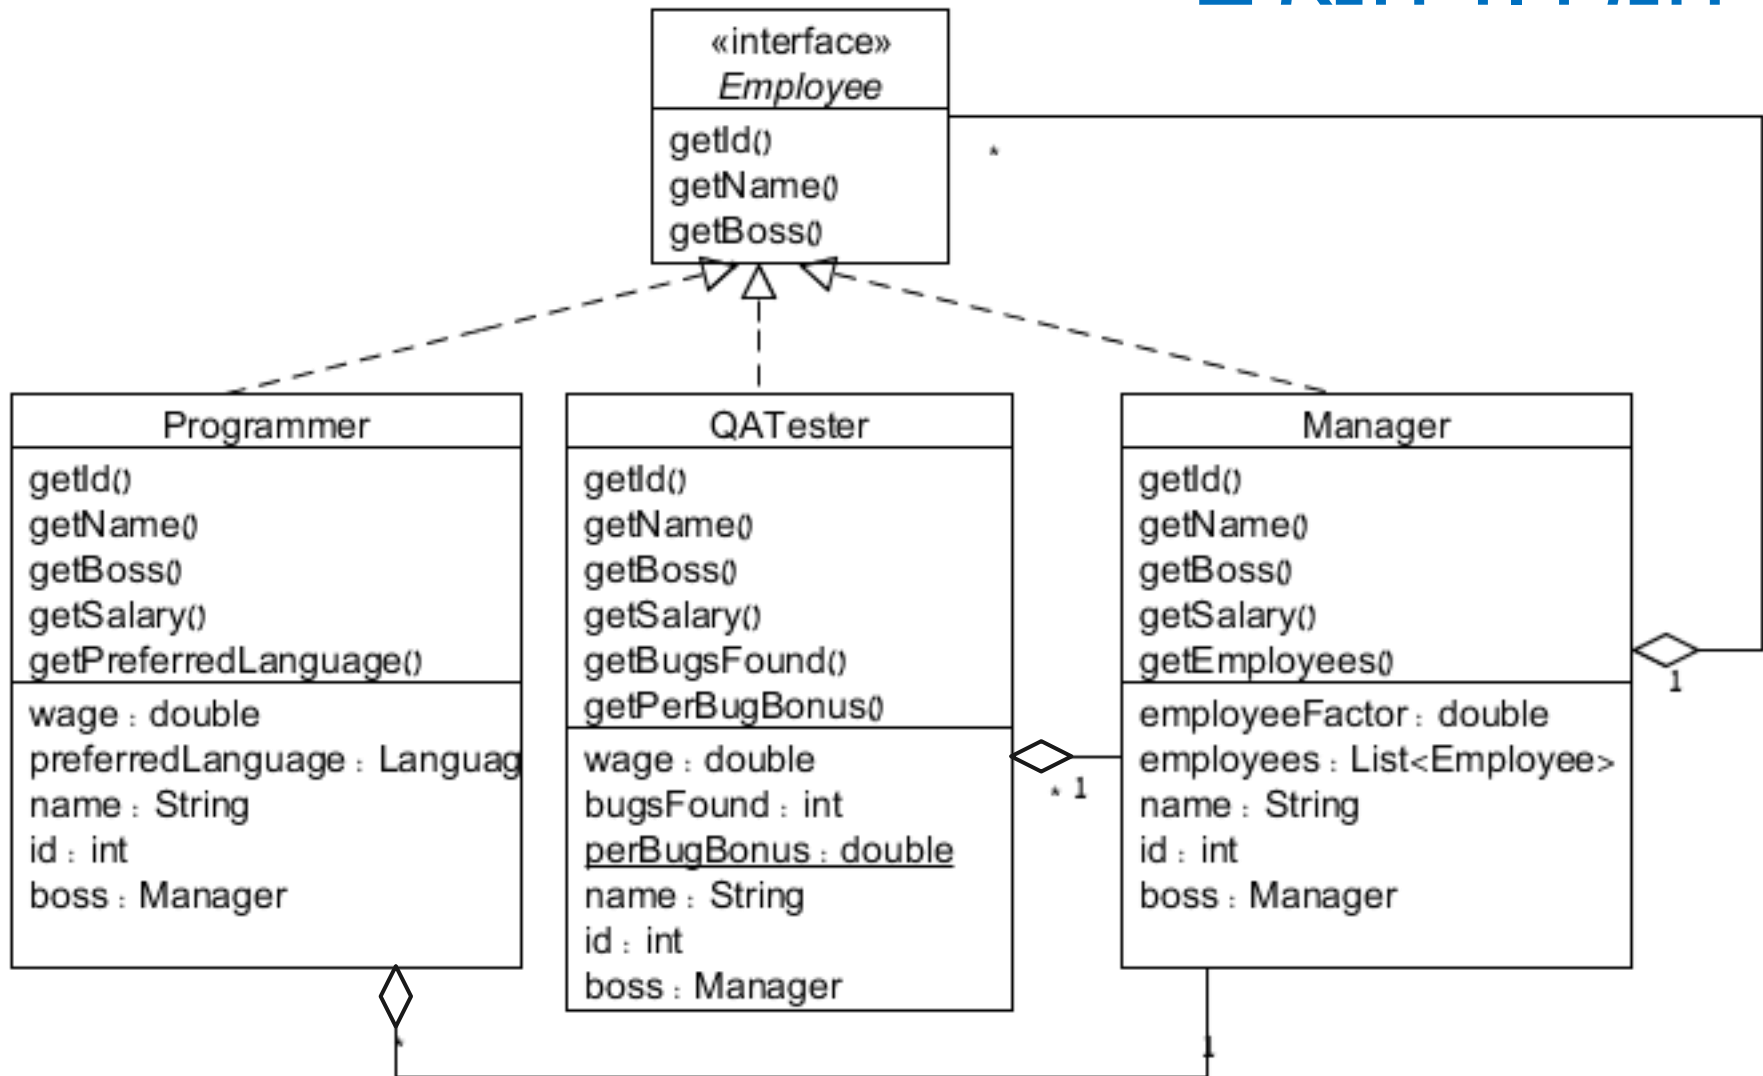 «interface»
Employee
getId()
getName()
getBoss()
*
Programmer
getId()
getName()
getBoss()
getSalary()
getPreferredLanguage()
wage : double
preferredLanguage : Languag
name : String
id : int
boss : Manager
*
QATester
getId()
getName()
getBoss()
getSalary()
getBugsFound()
getPerBugBonus()
wage : double
bugsFound : int
perBugBonus : double
name : String
id : int
boss : Manager
* 1
Manager
getId()
getName()
getBoss()
getSalary()
getEmployees()
employeeFactor : double
employees : List<Employee>
name : String
id : int
boss : Manager
1
1